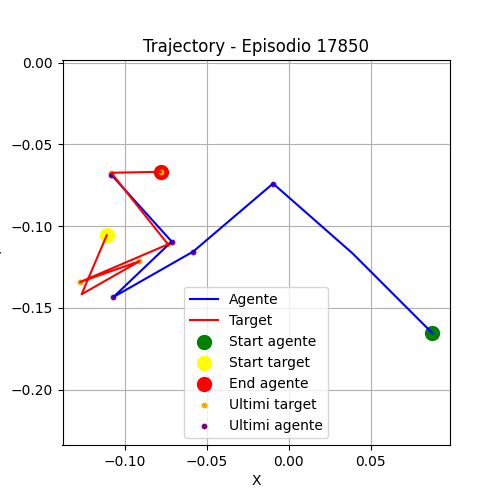 Trajectory - Episodio 17850
0.00
−0.05
−0.10
−0.15
−0.20
Agente
Target
Start agente
Start target
End agente
Ultimi target
Ultimi agente
−0.10 −0.05 0.00 0.05
X